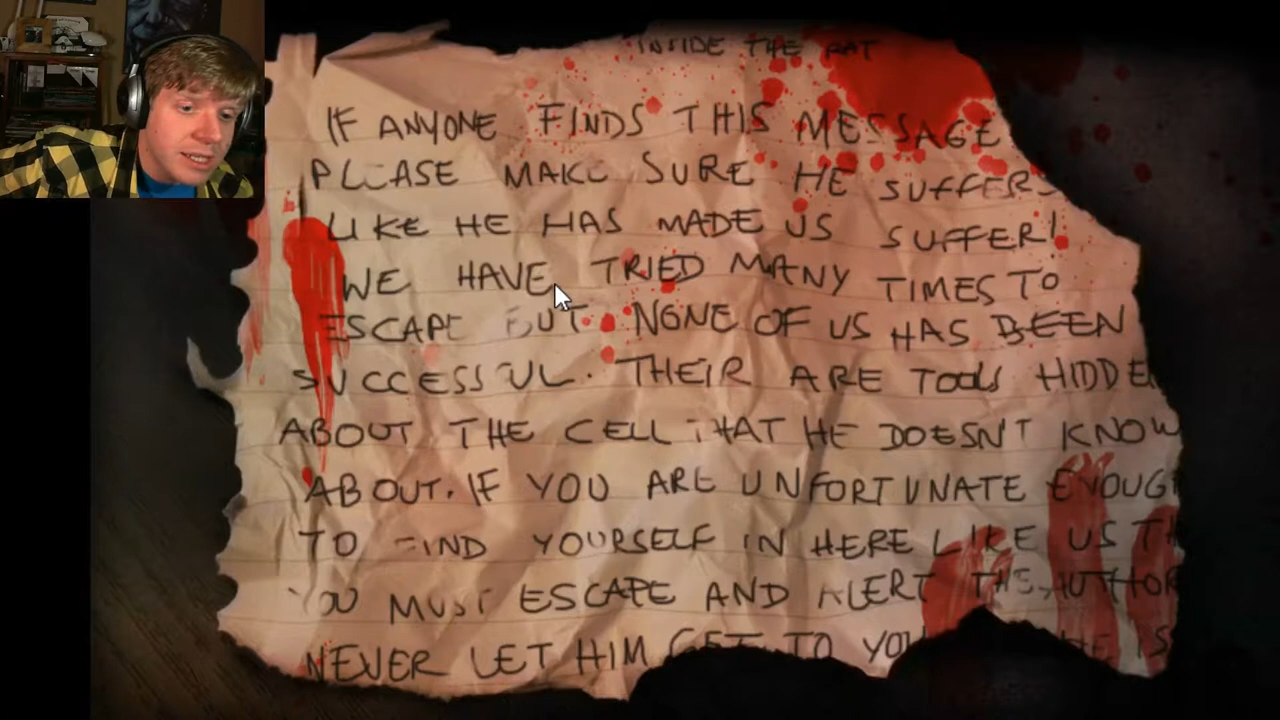 INSIDE THE RAT
IF ANYONE FINDS THIS MESSAGE
PLEASE MAKE SURE HE SUFFERS
LIKE HE HAS MADE US SUFFER!
WE HAVE TRIED MANY TIMES TO
ESCAPE BUT NONE OF US HAS BEEN
SUCCESSFUL. THEIR ARE TOOLS HIDDEN
ABOUT THE CELL THAT HE DOESN'T KNOW
ABOUT. IF YOU ARE UNFORTUNATE ENOUGH
TO FIND YOURSELF IN HERE LIKE US TH
YOU MUST ESCAPE AND ALERT THE AUTHOR
NEVER LET HIM GET TO YOU